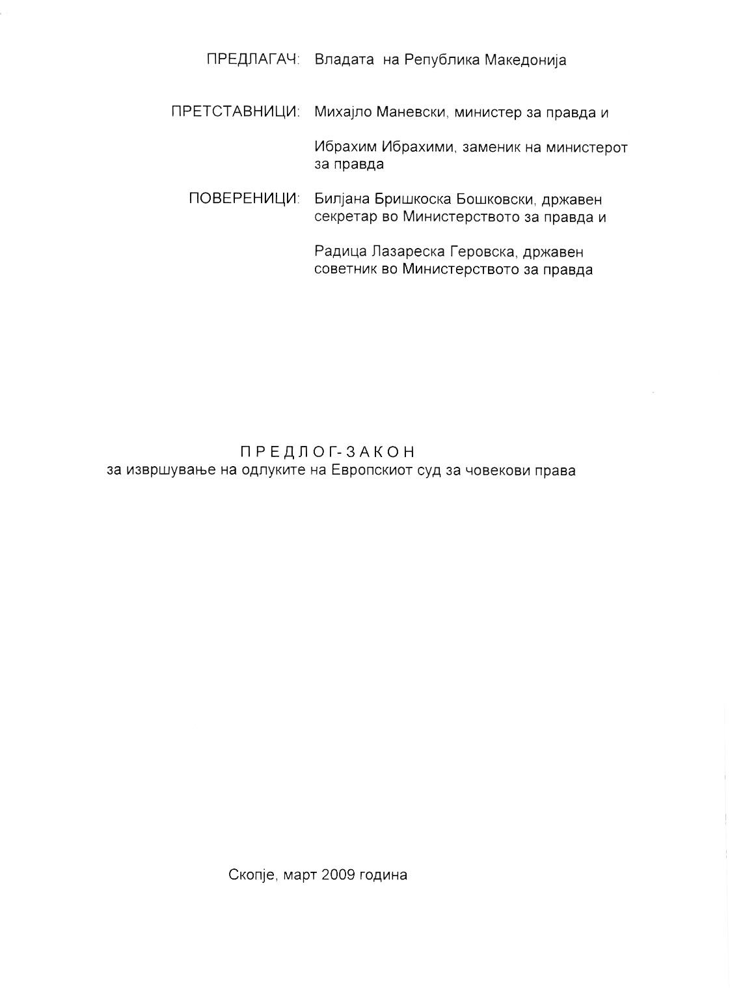 ПРЕДЛАГАЧ: Владата на Република Македонија
ПРЕТСТАВНИЦИ: Михајло Маневски, министер за правда и
Ибрахим Ибрахими, заменик на министерот
за правда
ПОВЕРЕНИЦИ: Билјана Бришкоска Бошковски, државен
секретар во Министерството за правда и
Радица Лазареска Геровска, државен
советник во Министерството за правда
П Р Е Д Л О Г- З А К О Н
за извршување на одлуките на Европскиот суд за човекови права
Скопје, март 2009 година